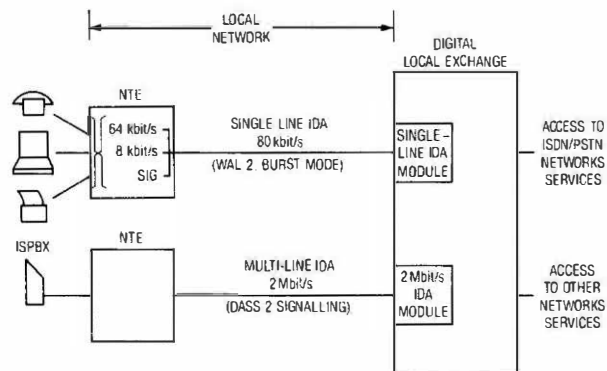 LOCAL
NETWORK
DIGITAL
LOCAL EXCHANGE
NTE
64 kbit/s
8 kbit/s
SIG
SINGLE LINE IDA
80 kbit/s
(WAL 2. BURST MODE)
SINGLE-
LINE IDA
MODULE
ACCESS TO
ISDN/PSTN
NETWORKS
SERVICES
ISPBX
NTE
MULTI-LINE IDA
2 Mbit/s
(DASS 2 SIGNALLING)
2 Mbit/s
IDA
MODULE
ACCESS
TO OTHER
NETWORKS
SERVICES